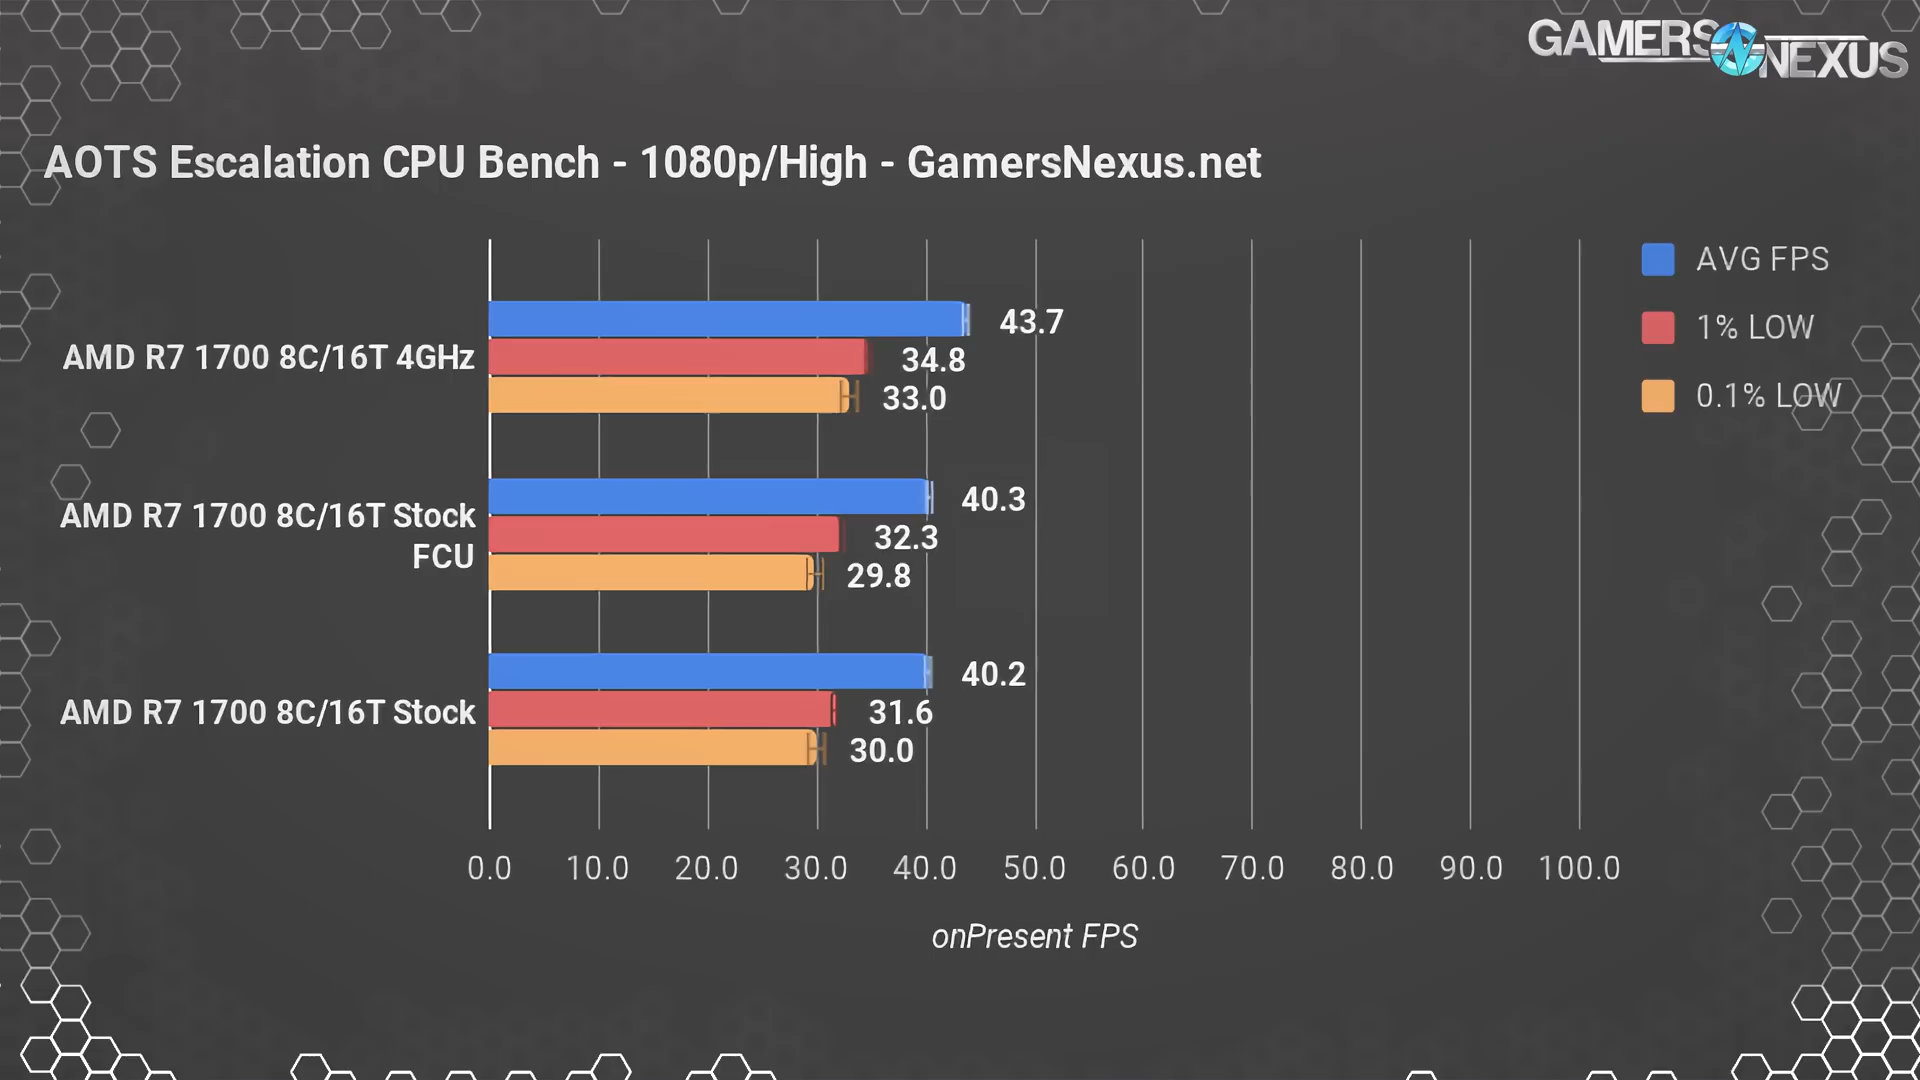 GAMERS NEXUS
AOTS Escalation CPU Bench - 1080p/High - GamersNexus.net
AVG FPS
1% LOW
0.1% LOW
AMD R7 1700 8C/16T 4GHz
43.7
34.8
33.0
AMD R7 1700 8C/16T Stock
FCU
40.3
32.3
29.8
AMD R7 1700 8C/16T Stock
40.2
31.6
30.0
0.0 10.0 20.0 30.0 40.0 50.0 60.0 70.0 80.0 90.0 100.0
onPresent FPS